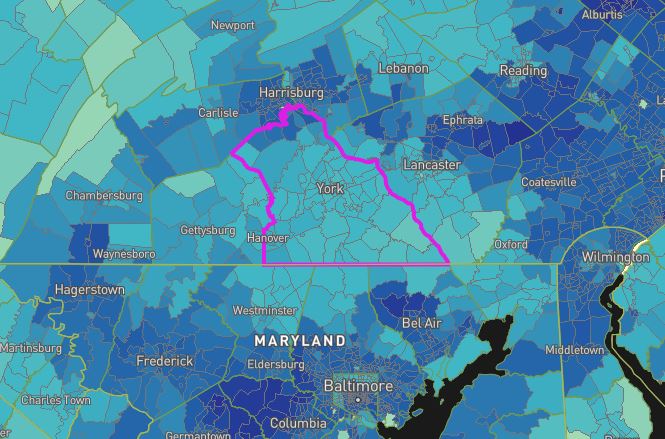 Alburtis
Newport
Lebanon
Reading
Harrisburg
Carlisle
Ephrata
Lancaster
Coatesville
York
Chambersburg
Gettysburg
Hanover
Oxford
Waynesboro
Wilmington
Hagerstown
Westminster
Bel Air
MARYLAND
Martinsburg
Frederick
Eldersburg
Middletown
Baltimore
Charles Town
Columbia
Germantown